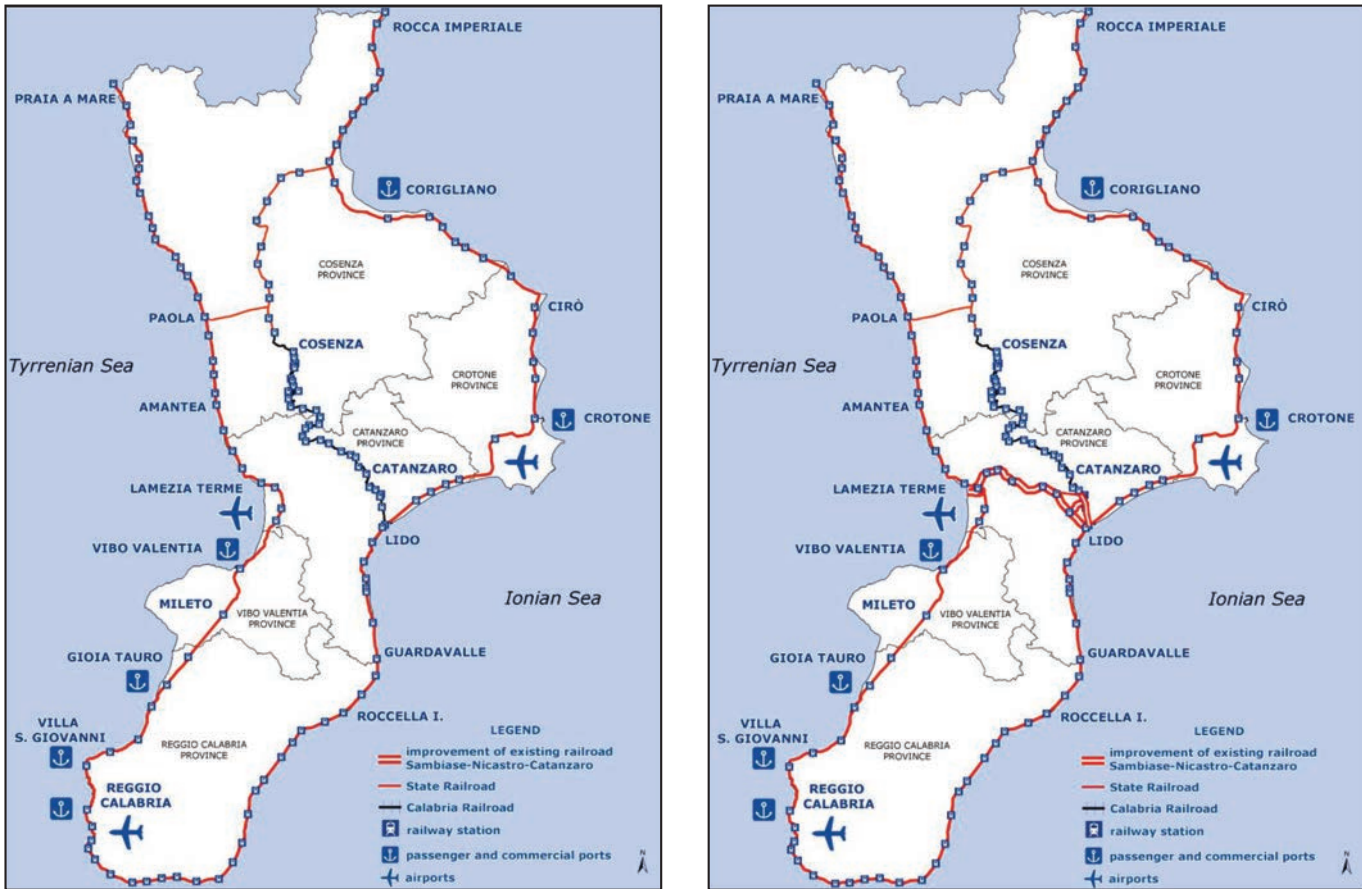 ROCCA IMPERIALE
PRAIA A MARE
CORIGLIANO
COSENZA
PROVINCE
CIRÒ
PAOLA
COSENZA
Tyrrenian Sea
CROTONE
PROVINCE
AMANTEA
CROTONE
CATANZARO
PROVINCE
CATANZARO
LAMEZIA TERME
LIDO
VIBO VALENTIA
Ionian Sea
MILETO
VIBO VALENTIA
PROVINCE
GUARDAVALLE
GIOIA TAURO
ROCCELLA I.
VILLA
S. GIOVANNI
REGGIO CALABRIA
PROVINCE
REGGIO
CALABRIA
LEGEND
improvement of existing railroad
Sambiase-Nicastro-Catanzaro
State Railroad
Calabria Railroad
railway station
passenger and commercial ports
airports
N
ROCCA IMPERIALE
PRAIA A MARE
CORIGLIANO
COSENZA
PROVINCE
CIRÒ
PAOLA
COSENZA
Tyrrenian Sea
CROTONE
PROVINCE
AMANTEA
CROTONE
CATANZARO
PROVINCE
CATANZARO
LAMEZIA TERME
LIDO
VIBO VALENTIA
Ionian Sea
MILETO
VIBO VALENTIA
PROVINCE
GUARDAVALLE
GIOIA TAURO
ROCCELLA I.
VILLA
S. GIOVANNI
REGGIO CALABRIA
PROVINCE
REGGIO
CALABRIA
LEGEND
improvement of existing railroad
Sambiase-Nicastro-Catanzaro
State Railroad
Calabria Railroad
railway station
passenger and commercial ports
airports
N